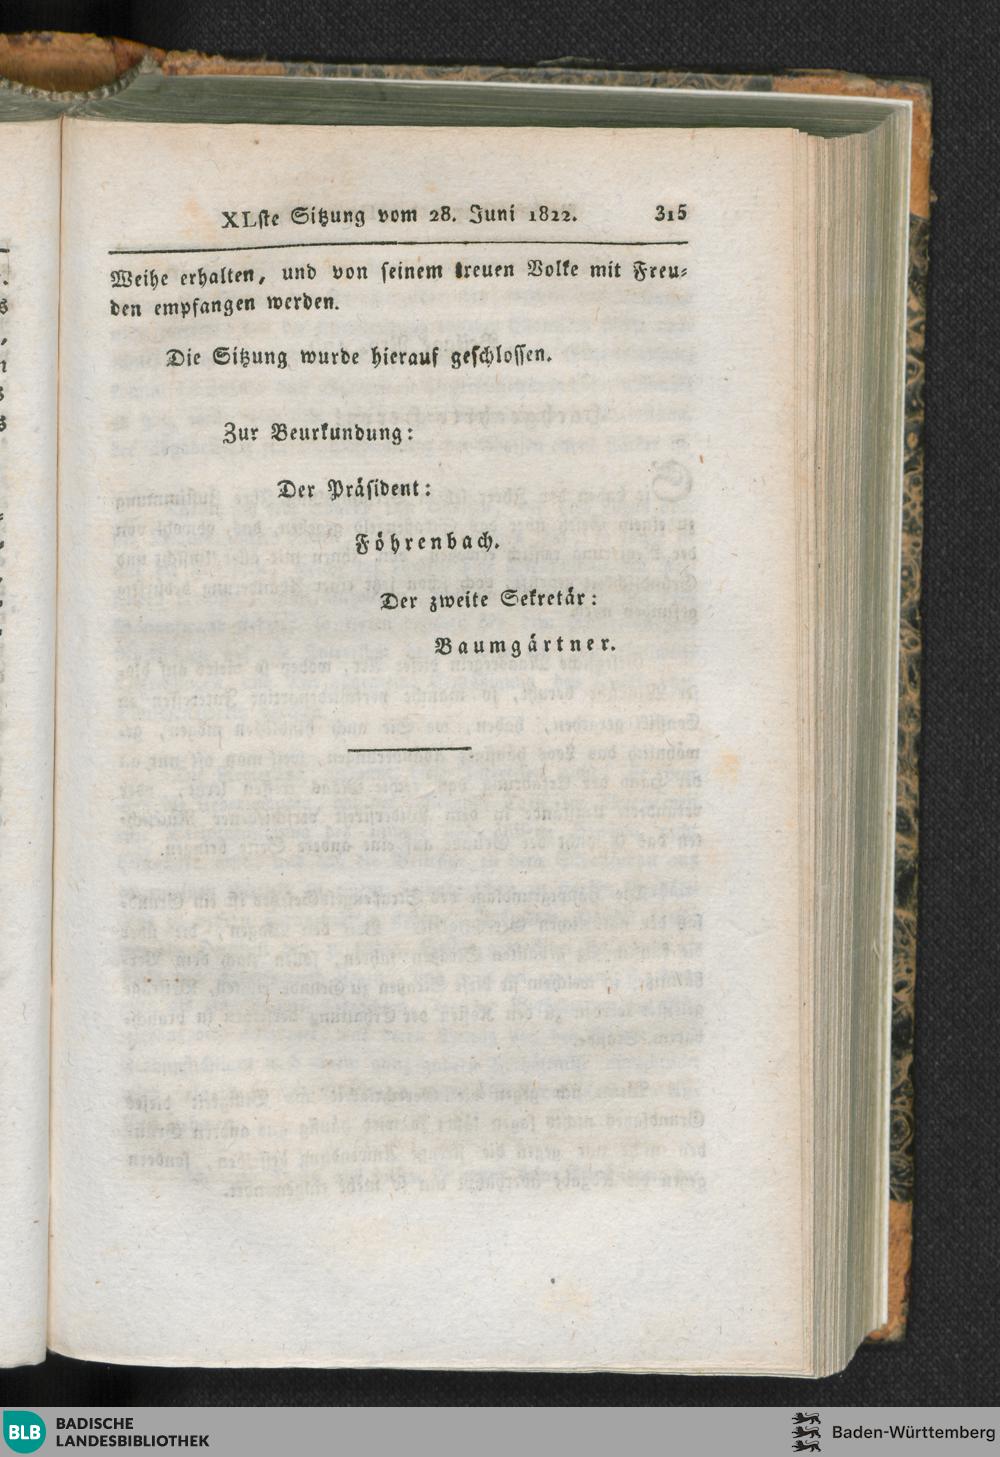 XLſte Sitzung vom 28. Juni 1822. 315
Weihe erhalten, und von ſeinem treuen Volke mit Freu⸗
den empfangen werden.
Die Sitzung wurde hierauf geſchloſſen.
Zur Beurkundung:
Der Präſident:
Föhrenbach.
Der zweite Sekretär:
Baumgärtner.
BLB BADISCHE
LANDESBIBLIOTHEK
Baden-Württemberg